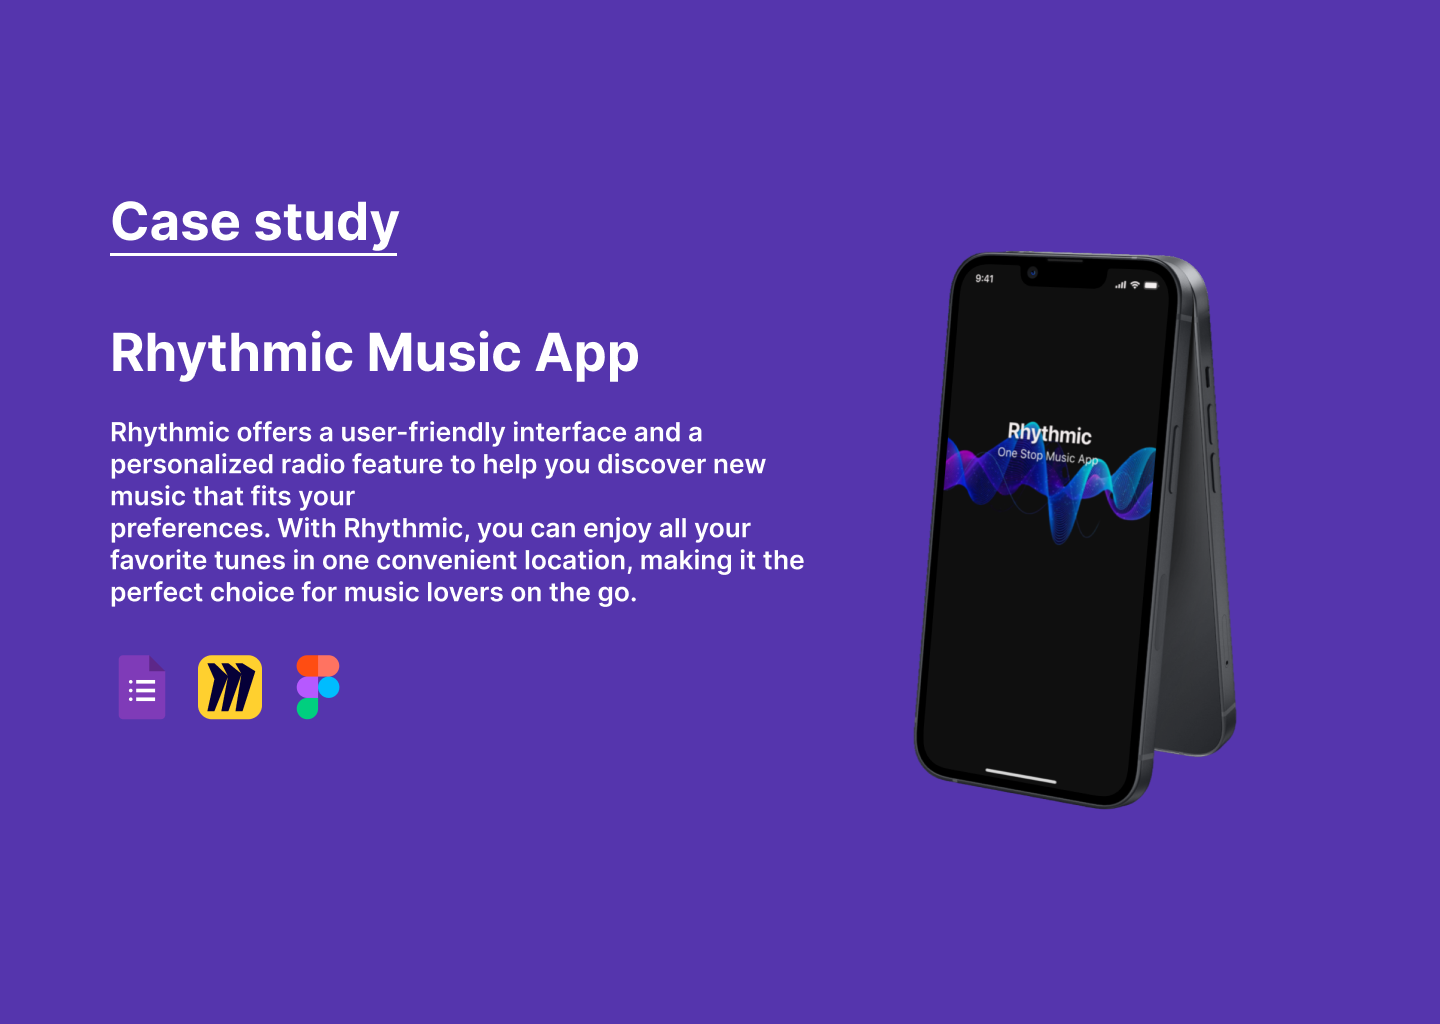 Case study
Rhythmic Music App
Rhythmic offers a user-friendly interface and a
personalized radio feature to help you discover new
music that fits your
preferences. With Rhythmic, you can enjoy all your
favorite tunes in one convenient location, making it the
perfect choice for music lovers on the go.
9:41
Rhythmic
One Stop Music App